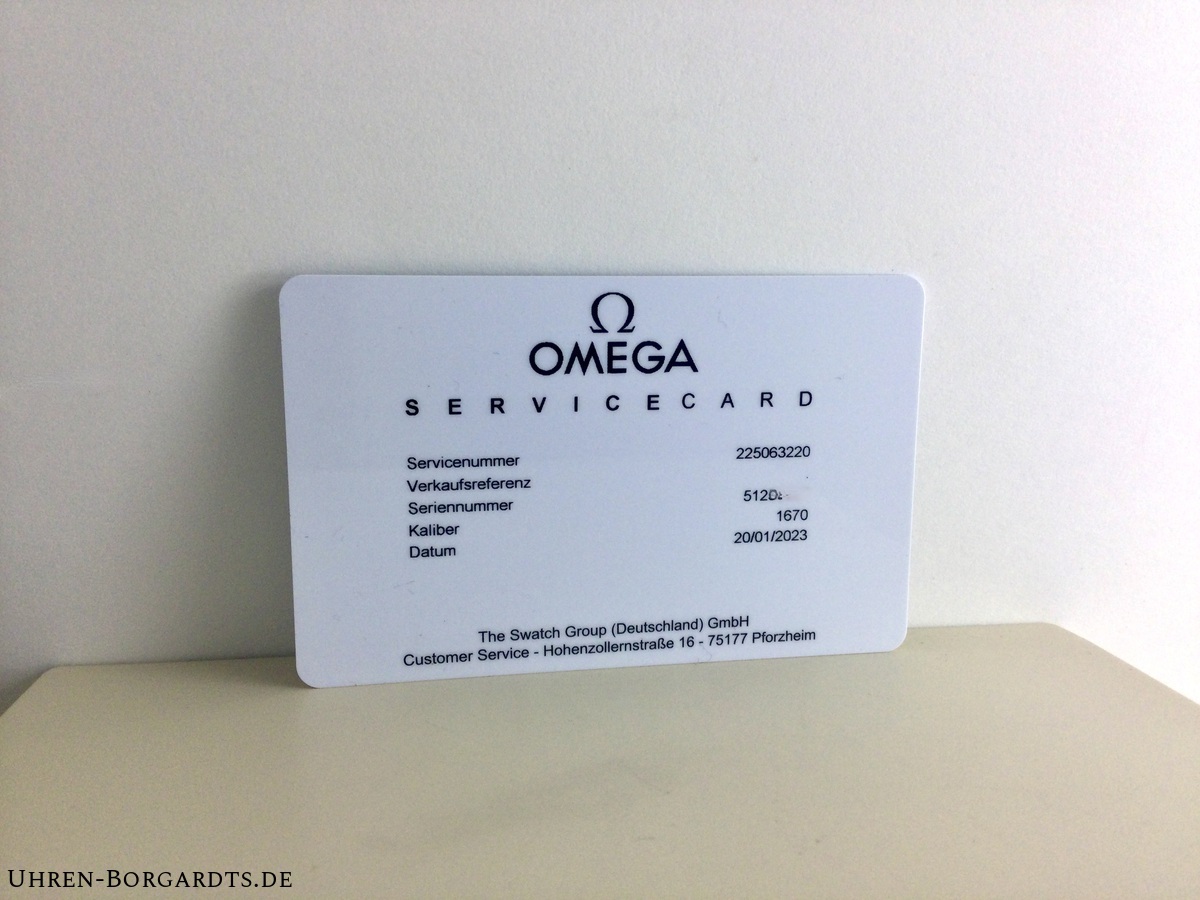 Ω
OMEGA
SERVICECARD
Servicenummer 225063220
Verkaufsreferenz
Seriennummer
Kaliber 1670
Datum 20/01/2023
The Swatch Group (Deutschland) GmbH
Customer Service - Hohenzollernstraße 16 - 75177 Pforzheim
UHREN-BORGARDTS.DE